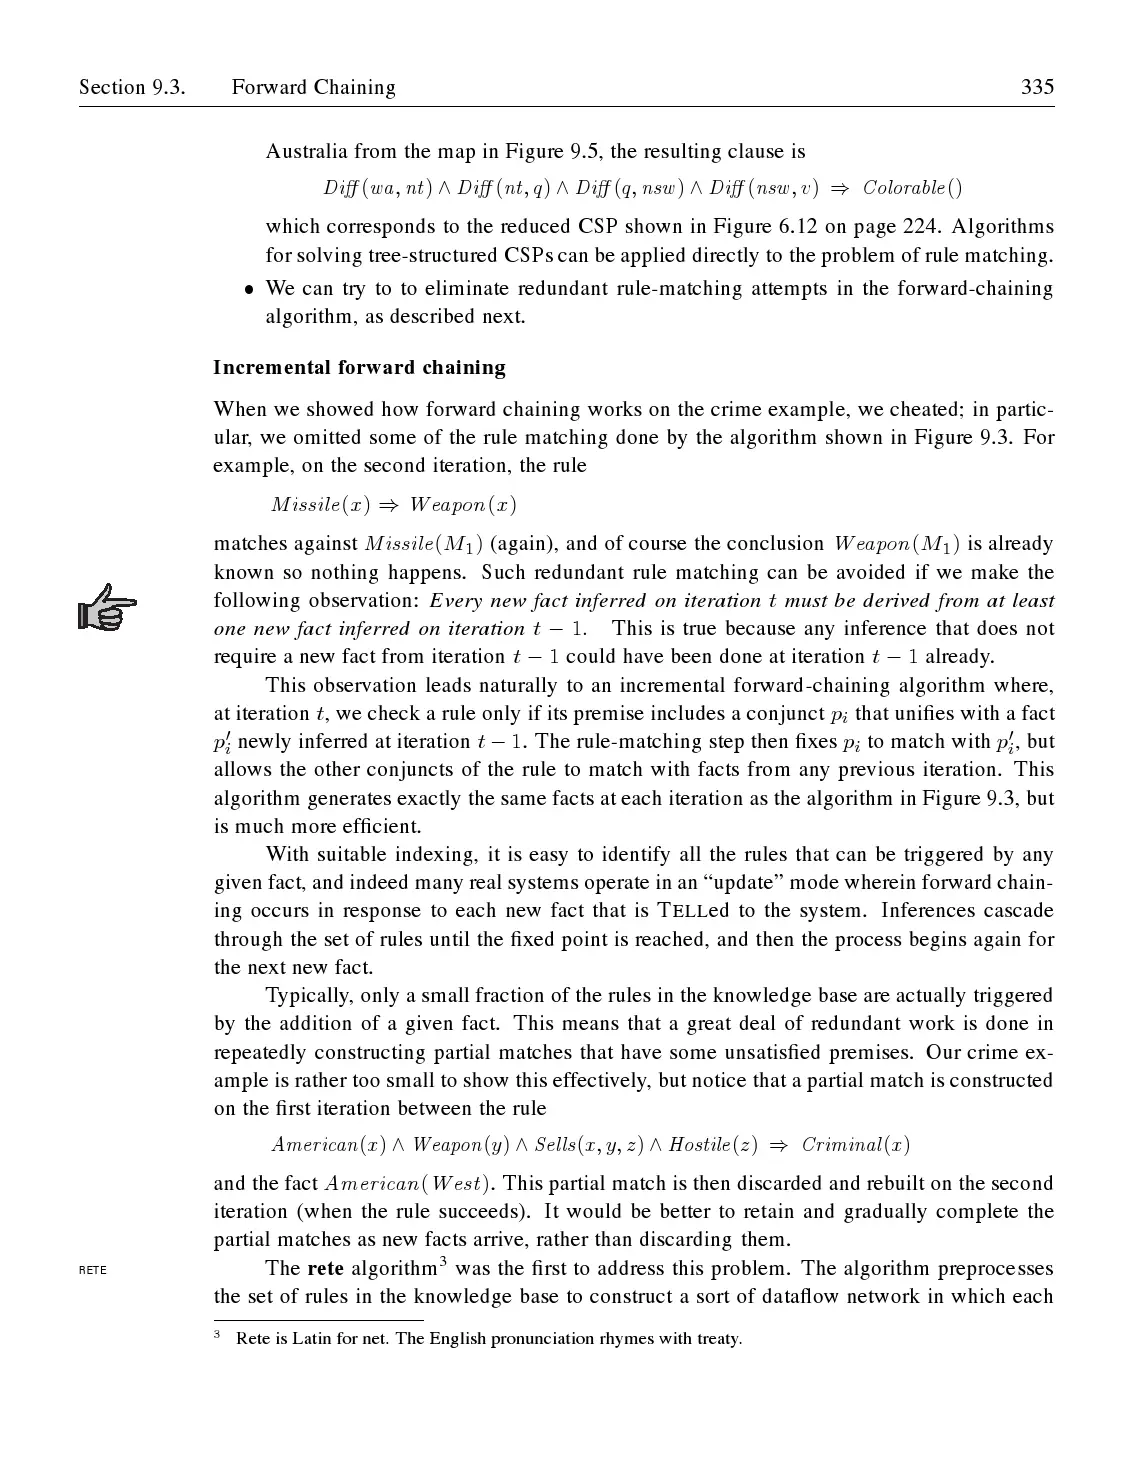 Section 9.3. Forward Chaining 335
Australia from the map in Figure 9.5, the resulting clause is
Diff(wa, nt) ∧ Diff(nt, q) ∧ Diff(q, nsw) ∧ Diff(nsw, v) ⇒ Colorable()
which corresponds to the reduced CSP shown in Figure 6.12 on page 224. Algorithms
for solving tree-structured CSPs can be applied directly to the problem of rule matching.
• We can try to to eliminate redundant rule-matching attempts in the forward-chaining
algorithm, as described next.
Incremental forward chaining
When we showed how forward chaining works on the crime example, we cheated; in partic-
ular, we omitted some of the rule matching done by the algorithm shown in Figure 9.3. For
example, on the second iteration, the rule
Missile(x) ⇒ Weapon(x)
matches against Missile(M₁) (again), and of course the conclusion Weapon(M₁) is already
known so nothing happens. Such redundant rule matching can be avoided if we make the
following observation: Every new fact inferred on iteration t must be derived from at least
one new fact inferred on iteration t − 1. This is true because any inference that does not
require a new fact from iteration t − 1 could have been done at iteration t − 1 already.
This observation leads naturally to an incremental forward-chaining algorithm where,
at iteration t, we check a rule only if its premise includes a conjunct pᵢ that unifies with a fact
p′ᵢ newly inferred at iteration t − 1. The rule-matching step then fixes pᵢ to match with p′ᵢ, but
allows the other conjuncts of the rule to match with facts from any previous iteration. This
algorithm generates exactly the same facts at each iteration as the algorithm in Figure 9.3, but
is much more efficient.
With suitable indexing, it is easy to identify all the rules that can be triggered by any
given fact, and indeed many real systems operate in an “update” mode wherein forward chain-
ing occurs in response to each new fact that is TELLed to the system. Inferences cascade
through the set of rules until the fixed point is reached, and then the process begins again for
the next new fact.
Typically, only a small fraction of the rules in the knowledge base are actually triggered
by the addition of a given fact. This means that a great deal of redundant work is done in
repeatedly constructing partial matches that have some unsatisfied premises. Our crime ex-
ample is rather too small to show this effectively, but notice that a partial match is constructed
on the first iteration between the rule
American(x) ∧ Weapon(y) ∧ Sells(x, y, z) ∧ Hostile(z) ⇒ Criminal(x)
and the fact American(West). This partial match is then discarded and rebuilt on the second
iteration (when the rule succeeds). It would be better to retain and gradually complete the
partial matches as new facts arrive, rather than discarding them.
RETE The rete algorithm³ was the first to address this problem. The algorithm preprocesses
the set of rules in the knowledge base to construct a sort of dataflow network in which each
³ Rete is Latin for net. The English pronunciation rhymes with treaty.